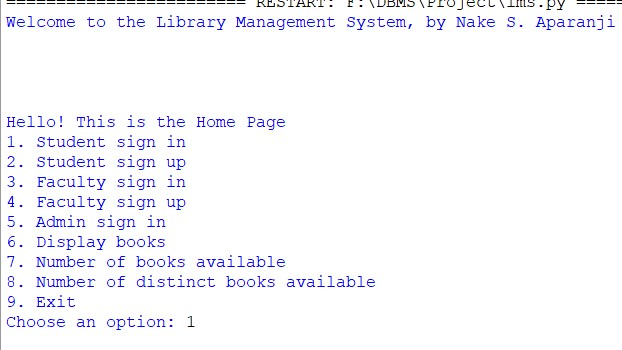 ======================== RESTART: F:\DBMS\Project\lms.py =====
Welcome to the Library Management System, by Nake S. Aparanji
Hello! This is the Home Page
1. Student sign in
2. Student sign up
3. Faculty sign in
4. Faculty sign up
5. Admin sign in
6. Display books
7. Number of books available
8. Number of distinct books available
9. Exit
Choose an option: 1